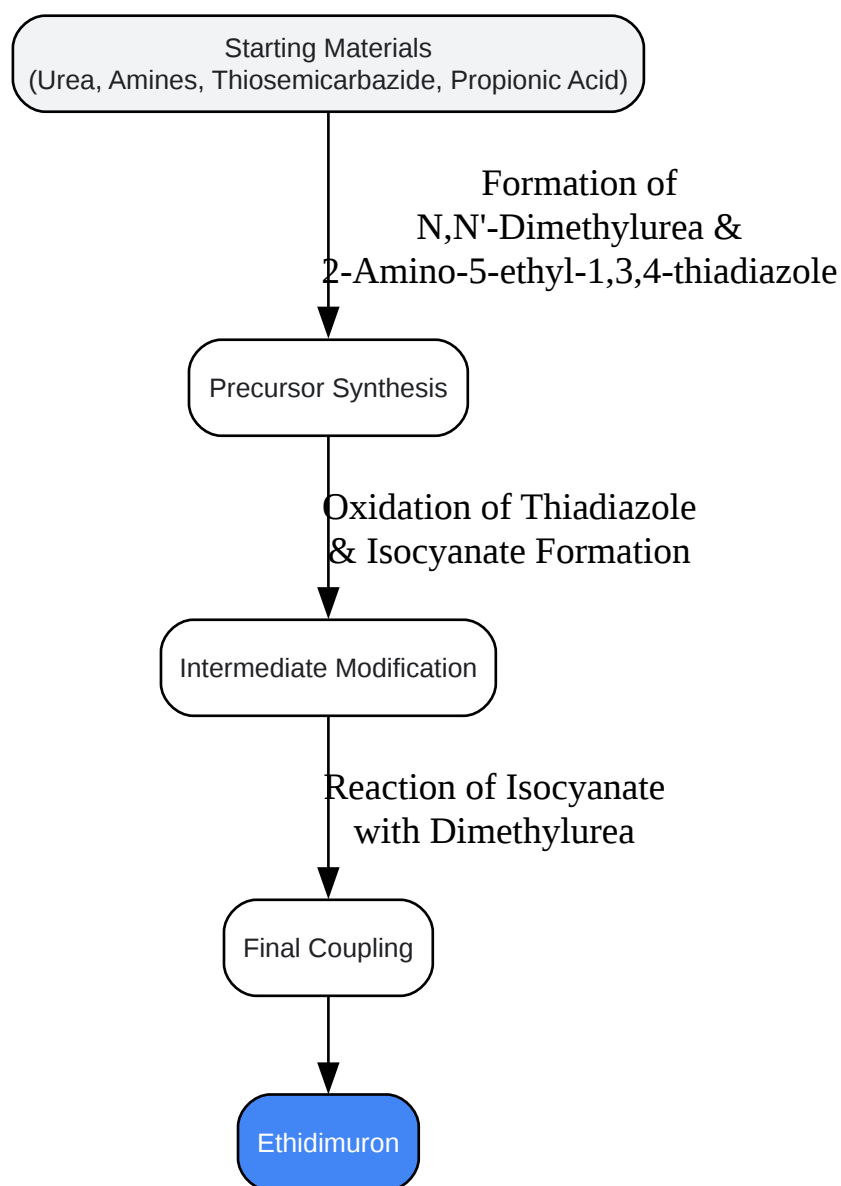 Starting Materials
(Urea, Amines, Thiosemicarbazide, Propionic Acid)
Formation of
N,N'-Dimethylurea &
2-Amino-5-ethyl-1,3,4-thiadiazole
Precursor Synthesis
Oxidation of Thiadiazole
& Isocyanate Formation
Intermediate Modification
Reaction of Isocyanate
with Dimethylurea
Final Coupling
Ethidimuron